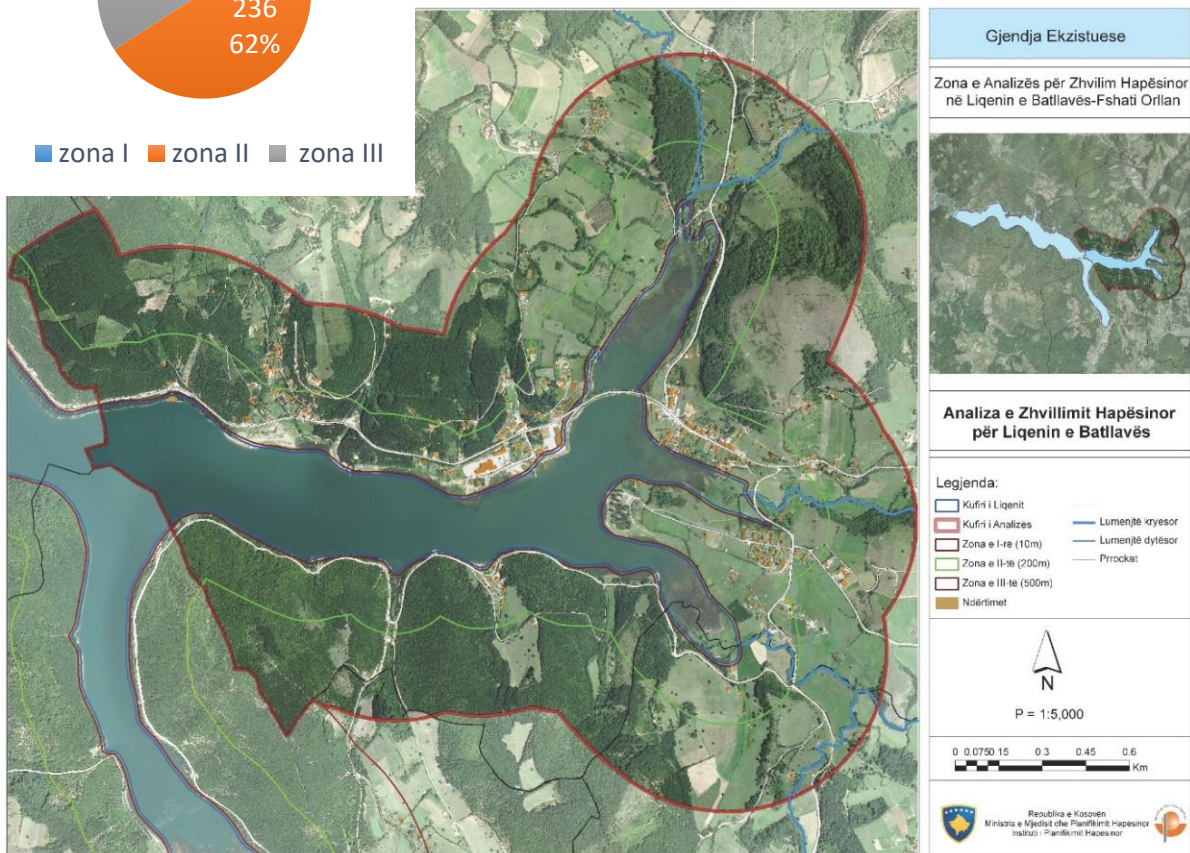 236
62%
zona I zona II zona III
Gjendja Ekzistuese
Zona e Analizës për Zhvilim Hapësinor
në Liqenin e Batllavës-Fshati Orllan
Analiza e Zhvillimit Hapësinor
për Liqenin e Batllavës
Legjenda:
Kufiri i Liqenit
Kufiri i Analizës
Zona e I-rë (10m)
Zona e II-të (200m)
Zona e III-të (500m)
Ndërtimet
Lumenjtë kryesor
Lumenjtë dytësor
Prrockat
N
P = 1:5,000
0 0.0750.15 0.3 0.45 0.6
Km
Republika e Kosovës
Ministria e Mjedisit dhe Planifikimit Hapësinor
Instituti i Planifikimit Hapësinor